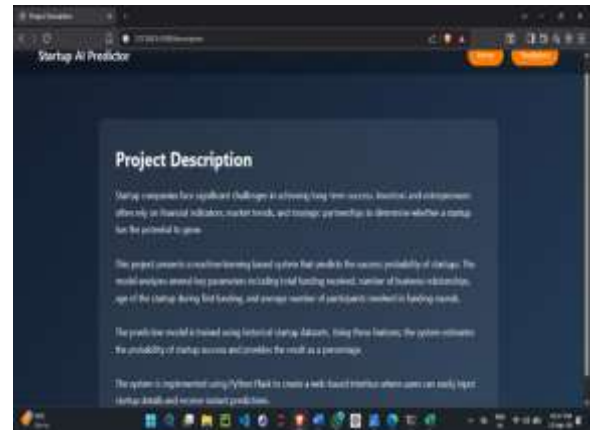 Project Description
Startup AI Predictor
Project Description
Startup companies face significant challenges in achieving long-term success. Investors and entrepreneurs
often rely on financial indicators, market trends, and strategic partnerships to determine whether a startup
has the potential to grow.
This project presents a machine learning based system that predicts the success probability of startups. The
model analyzes several key parameters including total funding received, number of business relationships,
age of the startup during first funding, and average number of participants involved in funding rounds.
The predictive model is trained using historical startup datasets. Using these features, the system estimates
the probability of startup success and provides the result as a percentage.
The system is implemented using Python Flask to create a web-based interface where users can easily input
startup details and receive instant predictions.